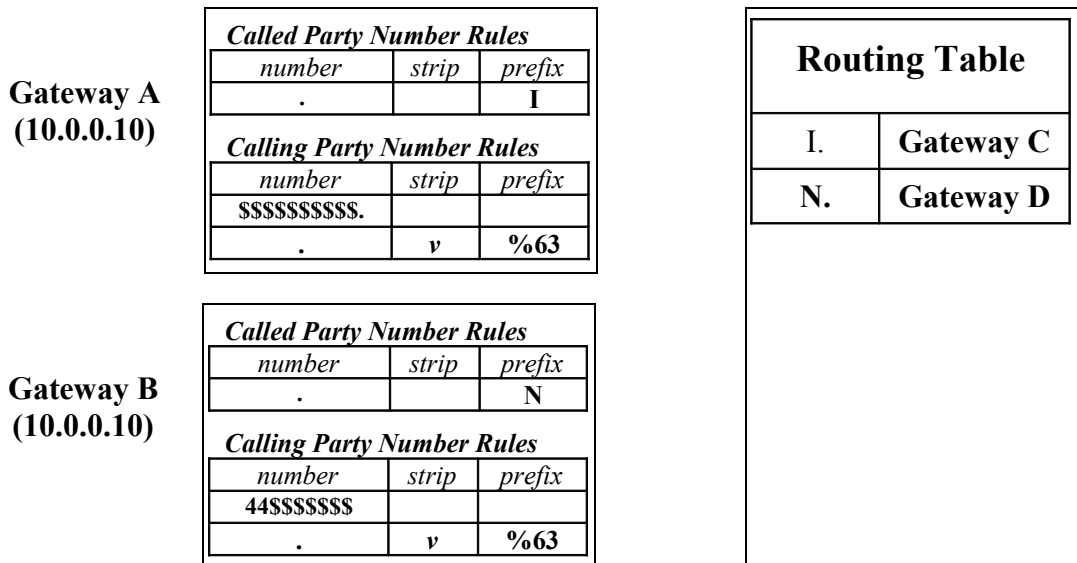 Gateway A
(10.0.0.10)
Called Party Number Rules
number strip prefix
. I
Calling Party Number Rules
number strip prefix
$$$$$$$$$$.
. v %63
Gateway B
(10.0.0.10)
Called Party Number Rules
number strip prefix
. N
Calling Party Number Rules
number strip prefix
44$$$$$$$
. v %63
Routing Table
I. Gateway C
N. Gateway D